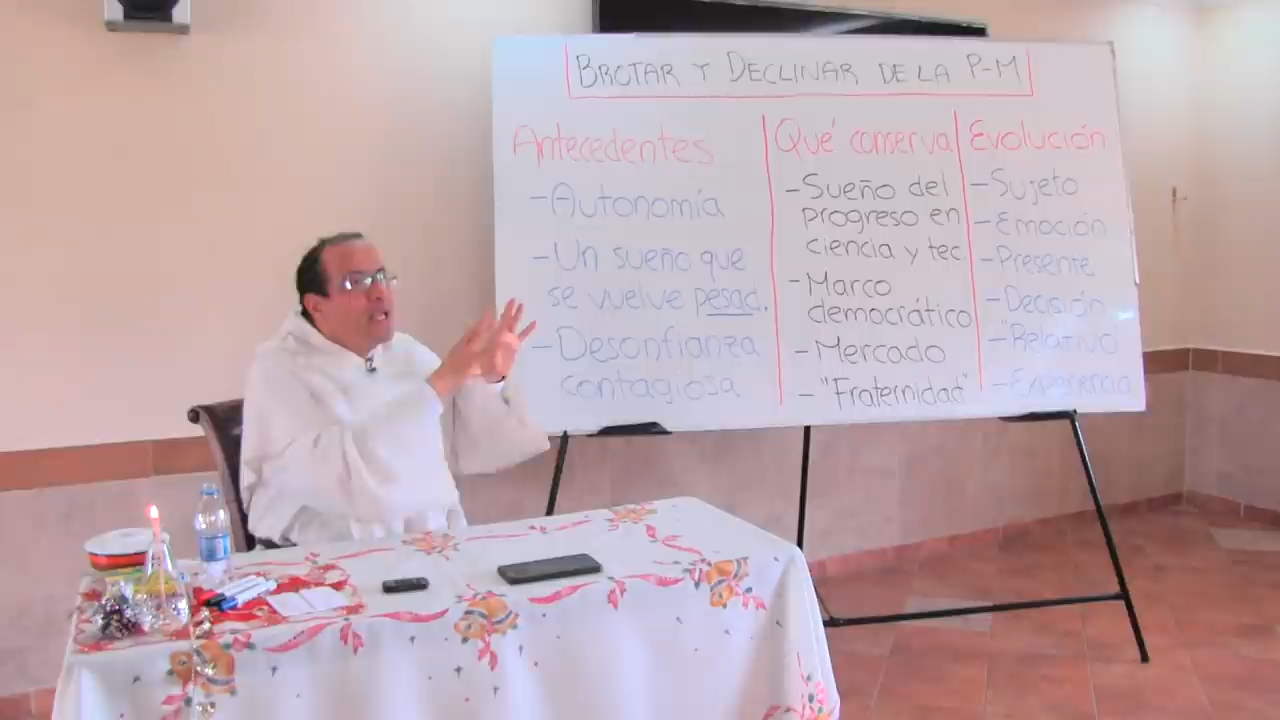 BROTAR Y DECLINAR DE LA P-M
Antecedentes
-Autonomía
-Un sueño que
se vuelve pesad.
-Desonfianza
contagiosa
Qué conserva
-Sueño del
progreso en
ciencia y tec
-Marco
democrático
-Mercado
-"Fraternidad"
Evolución
-Sujeto
-Emoción
-Presente
-Decisión
-"Relativo"
-Experiencia